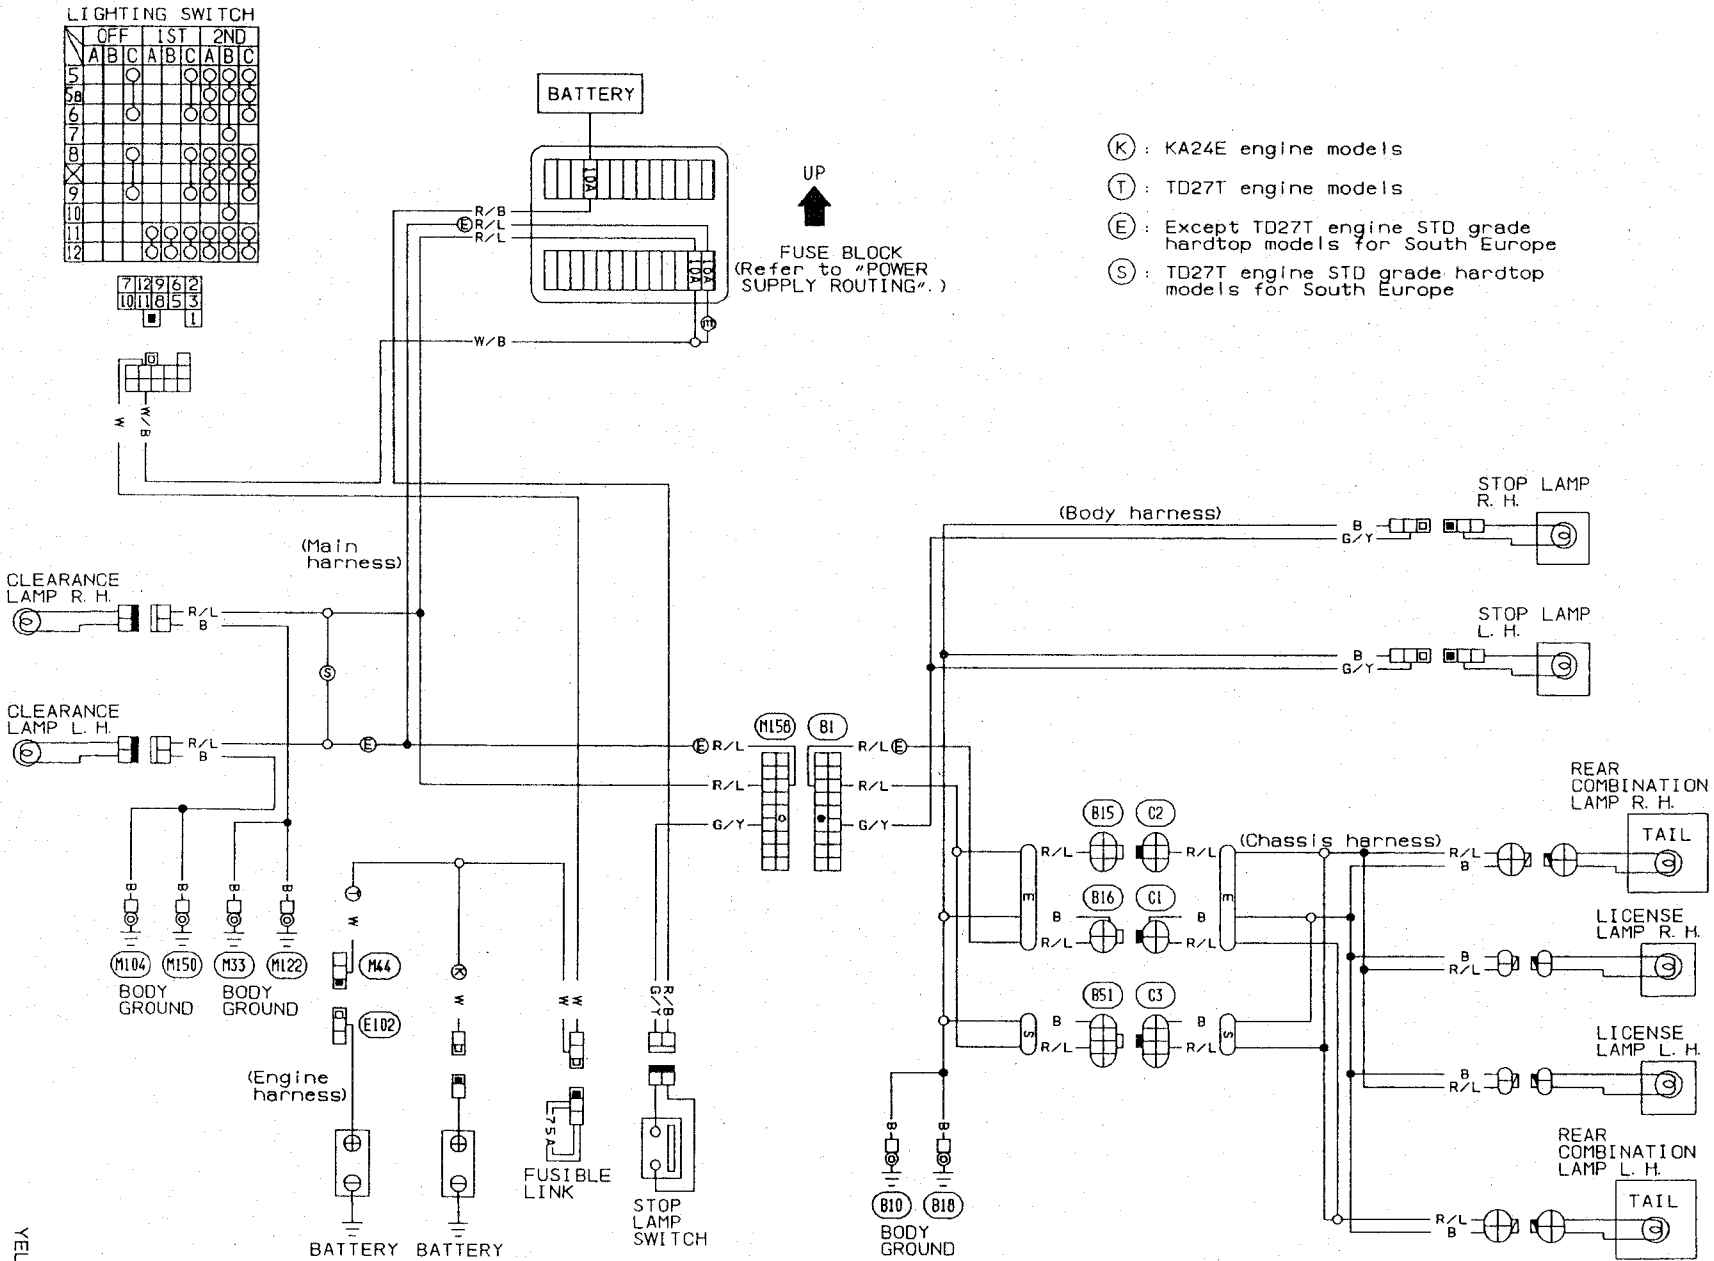 LIGHTING SWITCH
OFF 1ST 2ND
A B C A B C A B C
5
5a
6
7
8
9
10
11
12
7 12 9 6 2
10 11 8 5 3
1
W
W/B
BATTERY
10A
R/B
E R/L
R/L
10A 10A
E
W/B
UP
FUSE BLOCK
(Refer to "POWER
SUPPLY ROUTING".)
K : KA24E engine models
T : TD27T engine models
E : Except TD27T engine STD grade
hardtop models for South Europe
S : TD27T engine STD grade hardtop
models for South Europe
(Main
harness)
CLEARANCE
LAMP R. H.
R/L
B
S
CLEARANCE
LAMP L. H.
R/L
B
E
B B B B
M104 M150 M33 M122
BODY
GROUND
BODY
GROUND
T
W
M44
E102
(Engine
harness)
BATTERY
K
W
BATTERY
W W
75A
FUSIBLE
LINK
G/Y R/B
STOP
LAMP
SWITCH
M158 B1
E R/L
R/L
G/Y
R/L E
R/L
G/Y
(Body harness)
STOP LAMP
R. H.
B
G/Y
STOP LAMP
L. H.
B
G/Y
B15 C2
E R/L R/L E
B16 C1
B B
R/L R/L
B51 C3
S B B S
R/L R/L
B B
B10 B18
BODY
GROUND
(Chassis harness)
REAR
COMBINATION
LAMP R. H.
TAIL
R/L
B
LICENSE
LAMP R. H.
B
R/L
LICENSE
LAMP L. H.
B
R/L
REAR
COMBINATION
LAMP L. H.
TAIL
R/L
B
YEL